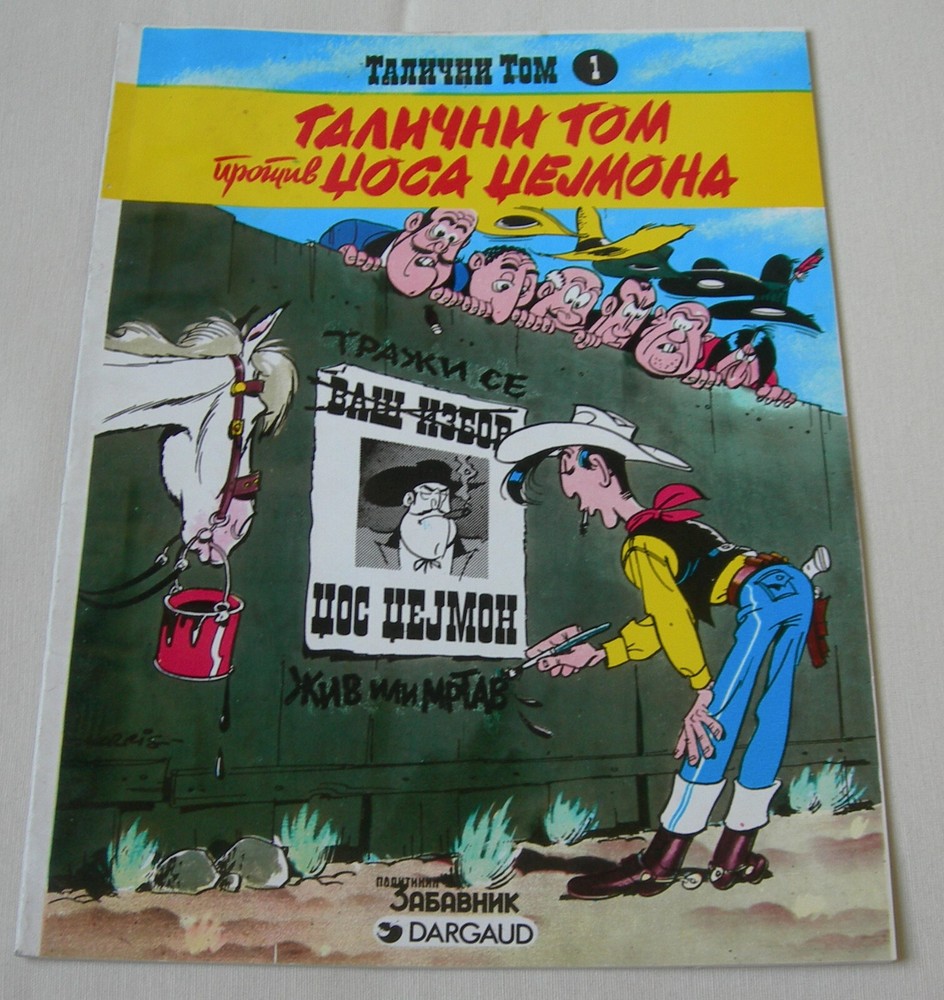 ТАЛИЧНИ ТОМ 1
ТАЛИЧНИ ТОМ
против ЏОСА ЏЕЈМОНА
ТРАЖИ СЕ
ВАШ ИЗБОР
ЏОС ЏЕЈМОН
ЖИВ ИЛИ МРТАВ
Morris
ПОЛИТИКИН
ЗАБАВНИК
DARGAUD